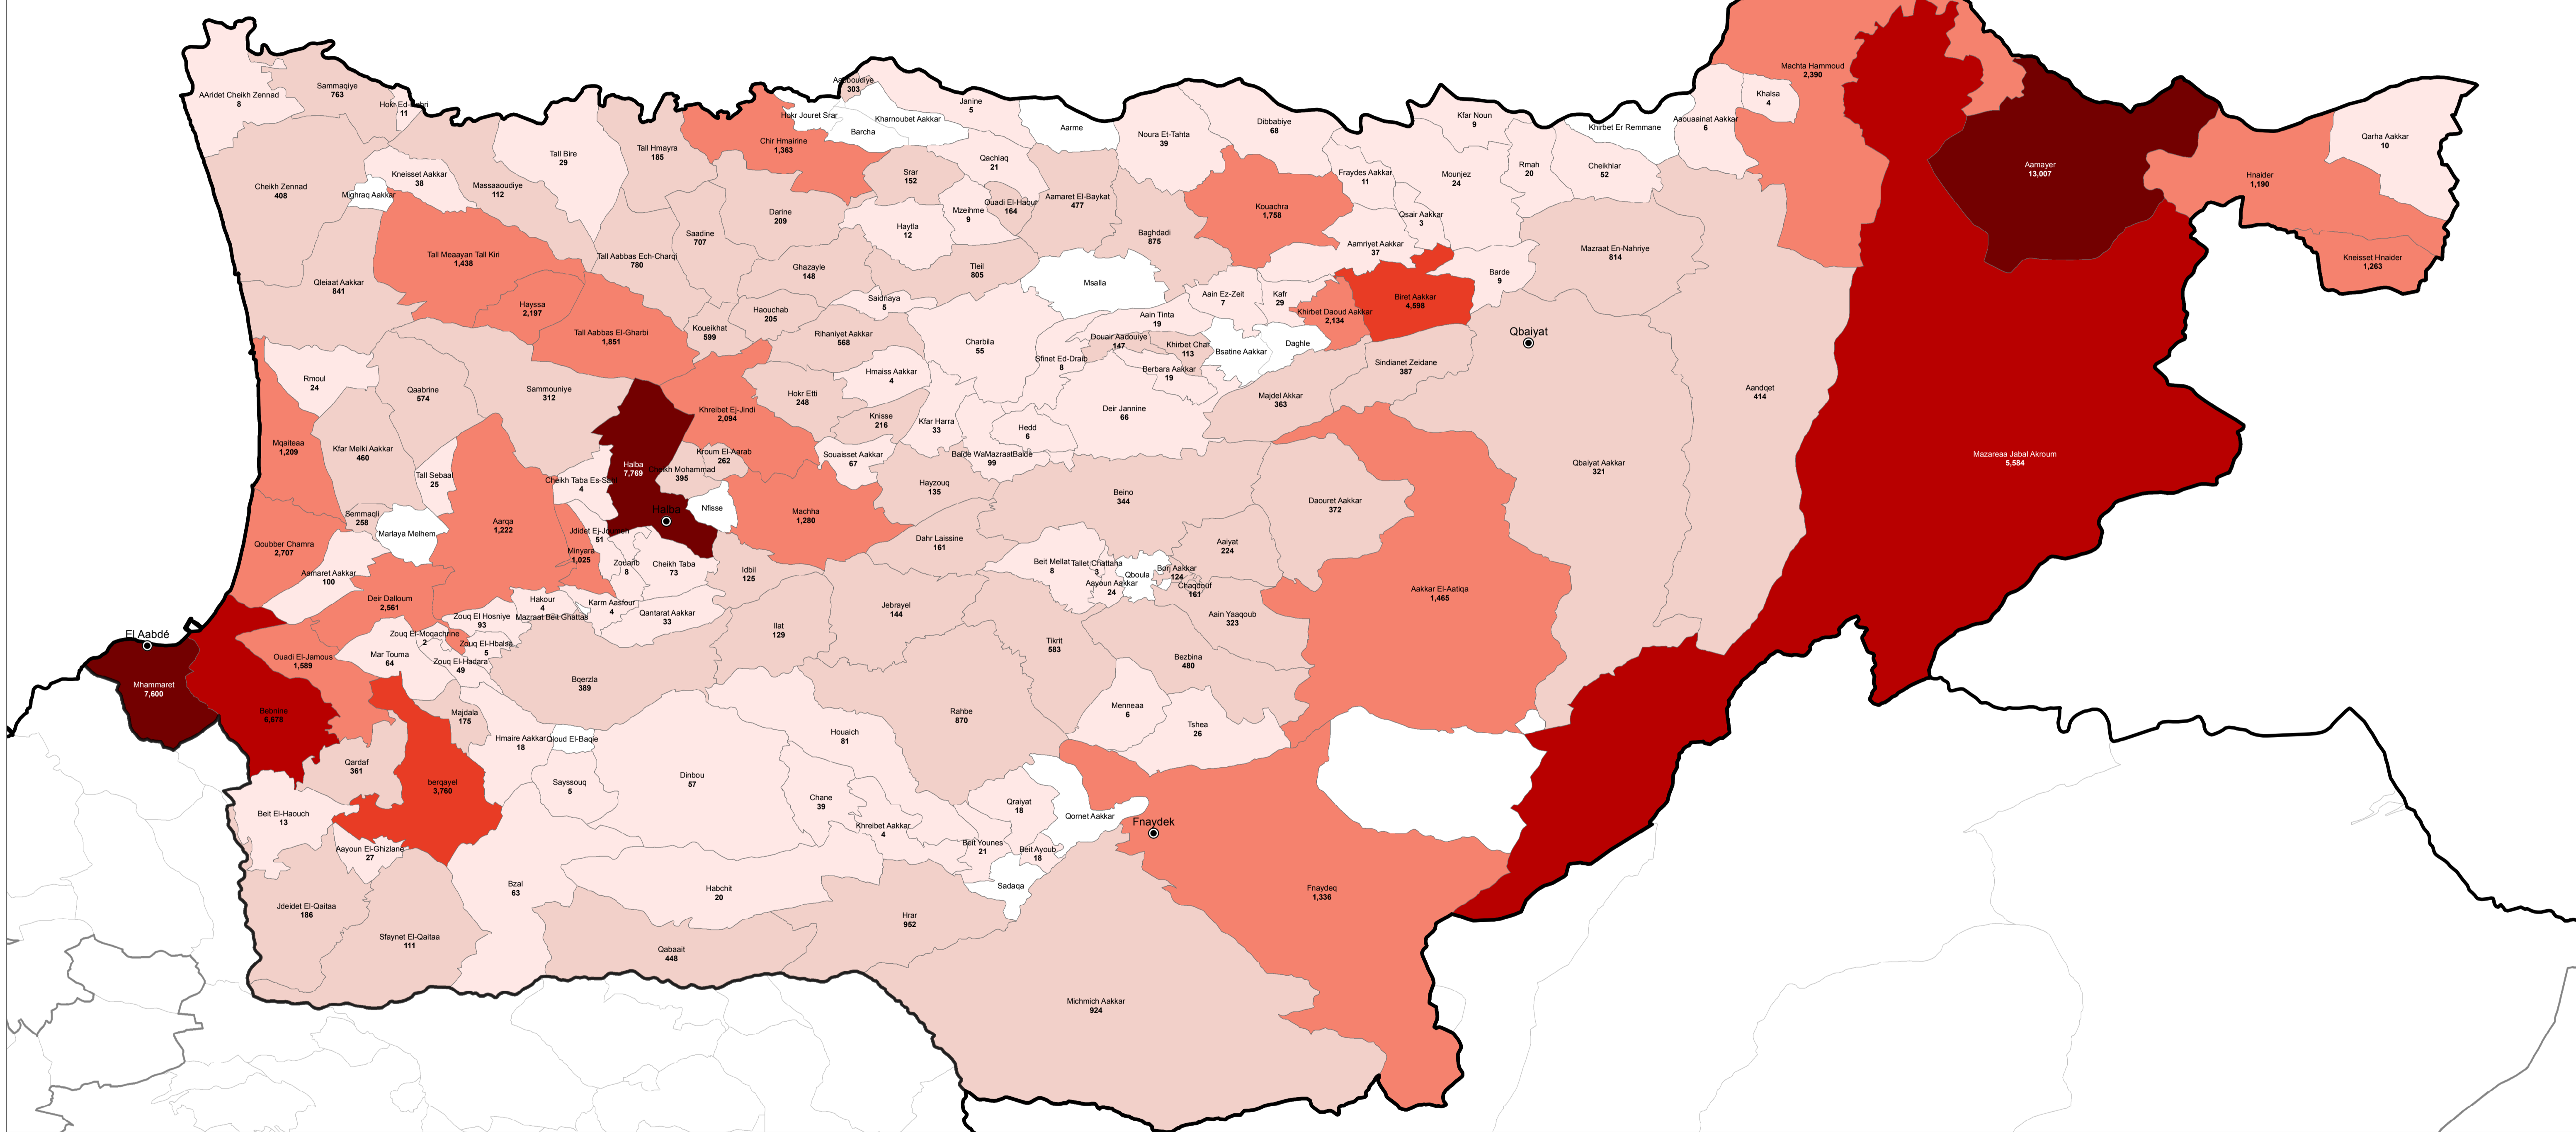 Machta Hammoud
2,390
Aamboudiye
303
Sammaqiye
763
AAridet Cheikh Zennad
8
Khalsa
4
Hokr Ed-Dahri
11
Janine
5
Hokr Jouret Srar
Kharnoubet Aakkar
Barcha
Aarme
Kfar Noun
9
Dibbabiye
68
Khirbet Er Remmane
Aaouaainat Aakkar
6
Noura Et-Tahta
39
Chir Hmairine
1,363
Tall Hmayra
185
Tall Bire
29
Qarha Aakkar
10
Qachlaq
21
Aamayer
13,007
Rmah
20
Cheikhlar
52
Srar
152
Fraydes Aakkar
11
Mounjez
24
Kneisset Aakkar
38
Hnaider
1,190
Massaaoudiye
112
Cheikh Zennad
408
Mighraq Aakkar
Aamaret El-Baykat
477
Ouadi El-Haour
164
Mzeihme
9
Kouachra
1,758
Darine
209
Qsair Aakkar
3
Haytla
12
Baghdadi
875
Saadine
707
Aamriyet Aakkar
37
Mazraat En-Nahriye
814
Tall Meaayan Tall Kiri
1,438
Tall Aabbas Ech-Charqi
780
Kneisset Hnaider
1,263
Ghazayle
148
Tleil
805
Barde
9
Qleiaat Aakkar
841
Msalla
Aain Ez-Zeit
7
Kafr
29
Biret Aakkar
4,598
Saidnaya
5
Hayssa
2,197
Haouchab
205
Khirbet Daoud Aakkar
2,134
Aain Tinta
19
Koueikhat
599
Tall Aabbas El-Gharbi
1,851
Rihaniyet Aakkar
568
Qbaiyat
Charbila
55
Douair Aadouiye
147
Khirbet Char
113
Daghle
Bsatine Aakkar
Sfinet Ed-Draib
8
Sindianet Zeidane
387
Berbara Aakkar
19
Hmaiss Aakkar
4
Rmoul
24
Qaabrine
574
Sammouniye
312
Aandqet
414
Hokr Etti
248
Majdel Akkar
363
Khreibet Ej-Jindi
2,094
Deir Jannine
66
Knisse
216
Kfar Harra
33
Hedd
6
Mqaiteaa
1,209
Kfar Melki Aakkar
460
Kroum El-Aarab
262
Souaisset Aakkar
67
Balde WaMazraatBalde
99
Mazareaa Jabal Akroum
5,584
Halba
7,769
Qbaiyat Aakkar
321
Cheikh Mohammad
395
Tall Sebaal
25
Cheikh Taba Es-Sahl
4
Hayzouq
135
Beino
344
Daouret Aakkar
372
Nfisse
Halba
Semmaqli
258
Machha
1,280
Aarqa
1,222
Marlaya Melhem
Jdidet Ej-Joumeh
51
Dahr Laissine
161
Aaiyat
224
Qoubber Chamra
2,707
Minyara
1,025
Zouarib
8
Cheikh Taba
73
Idbil
125
Beit Mellat
8
Tallet Chattaha
3
Borj Aakkar
124
Qboula
Aamaret Aakkar
100
Aayoun Aakkar
24
Chaqdouf
161
Aakkar El-Aatiqa
1,465
Deir Dalloum
2,561
Hakour
4
Karm Aasfour
4
Jebrayel
144
Qantarat Aakkar
33
Aain Yaaqoub
323
Zouq El Hosniye
93
Mazraat Beit Ghattas
Ilat
129
El Aabdé
Zouq El-Moqachrine
2
Zouq El-Hbalsa
5
Tikrit
583
Mar Touma
64
Ouadi El-Jamous
1,589
Zouq El-Hadara
49
Bezbina
480
Bqerzla
389
Mhammaret
7,600
Menneaa
6
Bebnine
6,678
Majdala
175
Rahbe
870
Tshea
26
Houaich
81
Hmaire Aakkar
18
Qloud El-Baqie
Qardaf
361
Dinbou
57
berqayel
3,760
Sayssouq
5
Chane
39
Qraiyat
18
Beit El-Haouch
13
Qornet Aakkar
Fnaydek
Khreibet Aakkar
4
Beit Younes
21
Beit Ayoub
18
Aayoun El-Ghizlane
27
Bzal
63
Sadaqa
Habchit
20
Fnaydeq
1,336
Jdeidet El-Qaitaa
186
Hrar
952
Sfaynet El-Qaitaa
111
Qabaait
448
Michmich Aakkar
924